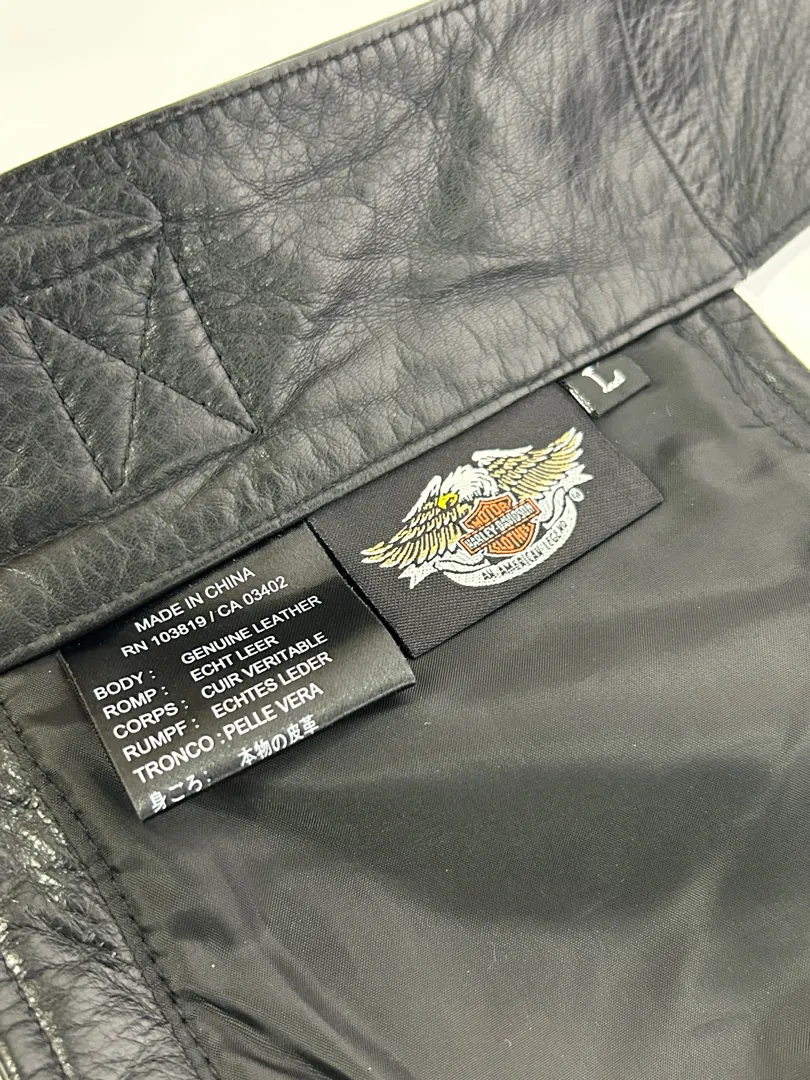 L
MOTOR
HARLEY-DAVIDSON
AN AMERICAN LEGEND
®
MADE IN CHINA
RN 103819 / CA 03402
BODY : GENUINE LEATHER
ROMP : ECHT LEER
CORPS : CUIR VERITABLE
RUMPF : ECHTES LEDER
TRONCO : PELLE VERA
身ごろ : 本物の皮革